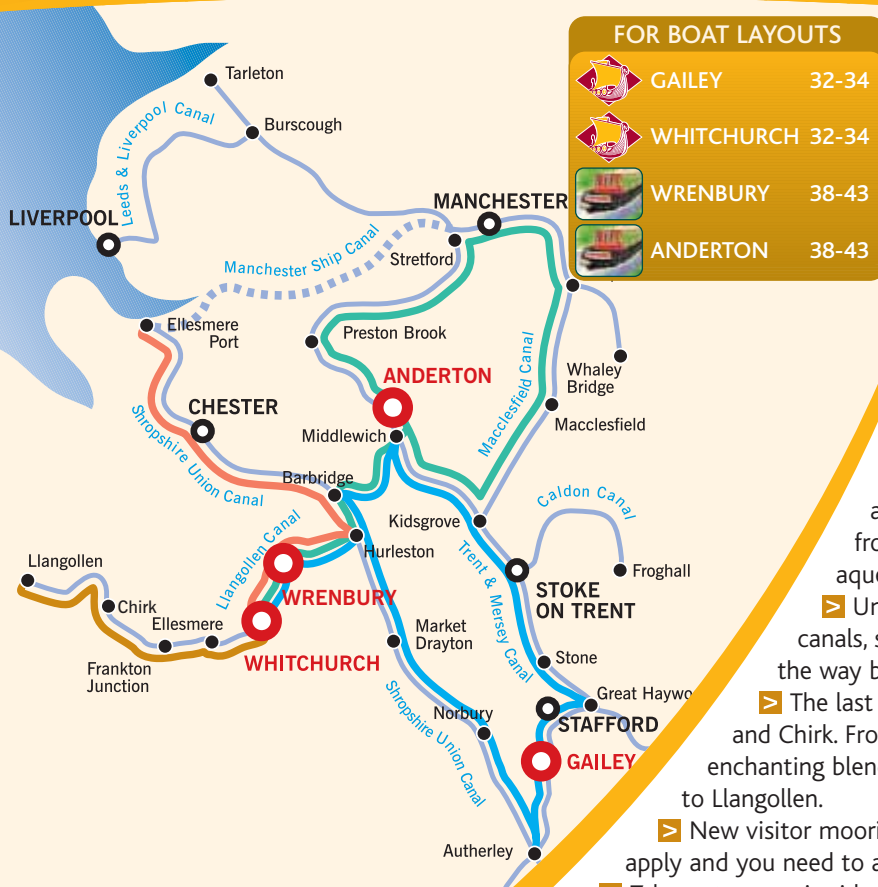 FOR BOAT LAYOUTS
GAILEY 32-34
WHITCHURCH 32-34
WRENBURY 38-43
ANDERTON 38-43
Tarleton
Leeds & Liverpool Canal
Burscough
LIVERPOOL
MANCHESTER
Stretford
Manchester Ship Canal
Ellesmere
Port
Preston Brook
Whaley
Bridge
ANDERTON
Macclesfield Canal
Macclesfield
CHESTER
Middlewich
Shropshire Union Canal
Barbridge
Kidsgrove
Caldon Canal
Llangollen Canal
Hurleston
Trent & Mersey Canal
Froghall
Llangollen
WRENBURY
STOKE
ON TRENT
Chirk
Ellesmere
Market
Drayton
WHITCHURCH
Frankton
Junction
Stone
Shropshire Union Canal
Norbury
Great Haywo
STAFFORD
GAILEY
Autherley
a
fro
aque
> Un
canals, s
the way b
> The last
and Chirk. Fro
enchanting blen
to Llangollen.
> New visitor moori
apply and you need to a